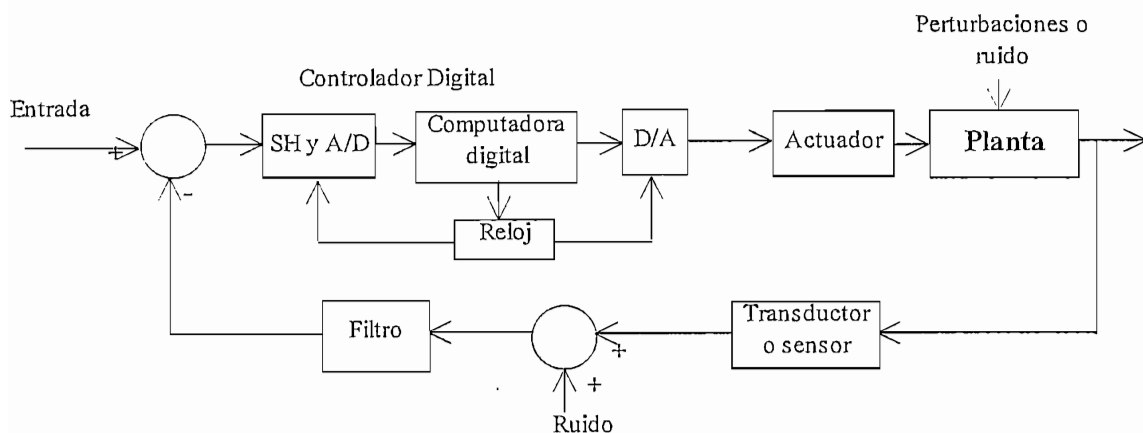 Perturbaciones o
ruido
Controlador Digital
Entrada
SH y A/D
Computadora
digital
D/A
Actuador
Planta
+
-
Reloj
Filtro
Transductor
o sensor
+
+
Ruido